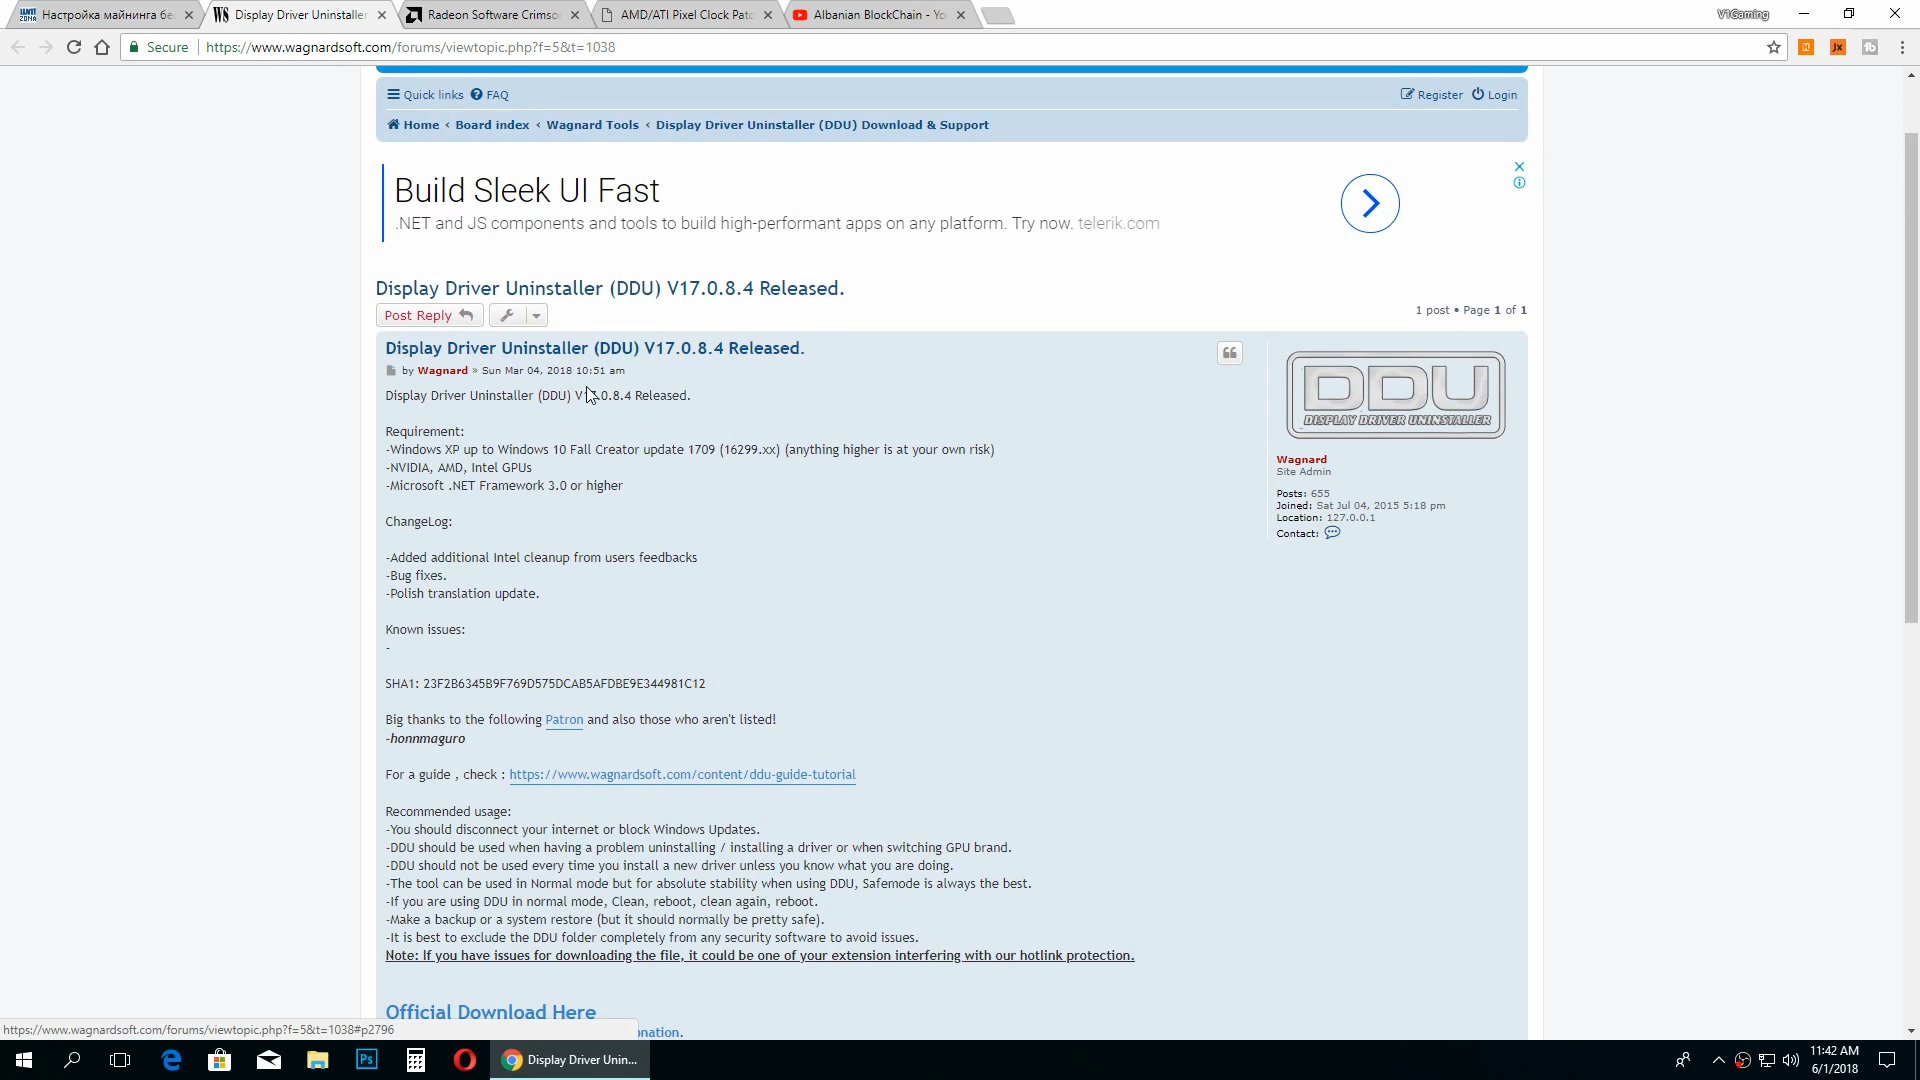 Настройка майнинга бе
Display Driver Uninstaller
Radeon Software Crimso
AMD/ATI Pixel Clock Patc
Albanian BlockChain - Yo
V1Gaming
Secure
https://www.wagnardsoft.com/forums/viewtopic.php?f=5&t=1038
Quick links
FAQ
Register
Login
Home ‹ Board index ‹ Wagnard Tools ‹ Display Driver Uninstaller (DDU) Download & Support
Build Sleek UI Fast
.NET and JS components and tools to build high-performant apps on any platform. Try now. telerik.com
Display Driver Uninstaller (DDU) V17.0.8.4 Released.
Post Reply
1 post • Page 1 of 1
Display Driver Uninstaller (DDU) V17.0.8.4 Released.
by Wagnard » Sun Mar 04, 2018 10:51 am
Display Driver Uninstaller (DDU) V17.0.8.4 Released.
Requirement:
-Windows XP up to Windows 10 Fall Creator update 1709 (16299.xx) (anything higher is at your own risk)
-NVIDIA, AMD, Intel GPUs
-Microsoft .NET Framework 3.0 or higher
ChangeLog:
-Added additional Intel cleanup from users feedbacks
-Bug fixes.
-Polish translation update.
Known issues:
-
SHA1: 23F2B6345B9F769D575DCAB5AFDBE9E344981C12
Big thanks to the following Patron and also those who aren't listed!
-honnmaguro
For a guide , check : https://www.wagnardsoft.com/content/ddu-guide-tutorial
Recommended usage:
-You should disconnect your internet or block Windows Updates.
-DDU should be used when having a problem uninstalling / installing a driver or when switching GPU brand.
-DDU should not be used every time you install a new driver unless you know what you are doing.
-The tool can be used in Normal mode but for absolute stability when using DDU, Safemode is always the best.
-If you are using DDU in normal mode, Clean, reboot, clean again, reboot.
-Make a backup or a system restore (but it should normally be pretty safe).
-It is best to exclude the DDU folder completely from any security software to avoid issues.
Note: If you have issues for downloading the file, it could be one of your extension interfering with our hotlink protection.
Official Download Here
onation.
DDU
DISPLAY DRIVER UNINSTALLER
Wagnard
Site Admin
Posts: 655
Joined: Sat Jul 04, 2015 5:18 pm
Location: 127.0.0.1
Contact:
https://www.wagnardsoft.com/forums/viewtopic.php?f=5&t=1038#p2796
Ps
Display Driver Unin...
11:42 AM
6/1/2018